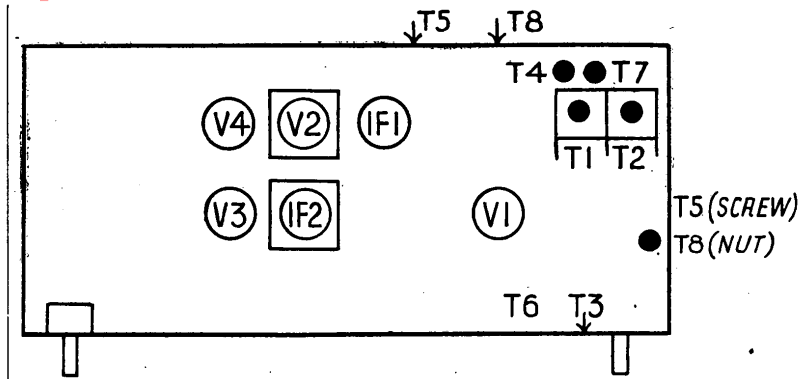 T5 T8
T4 T7
V4 V2 IF1
T1 T2
V3 IF2 V1 T5 (SCREW)
T8 (NUT)
T6 T3